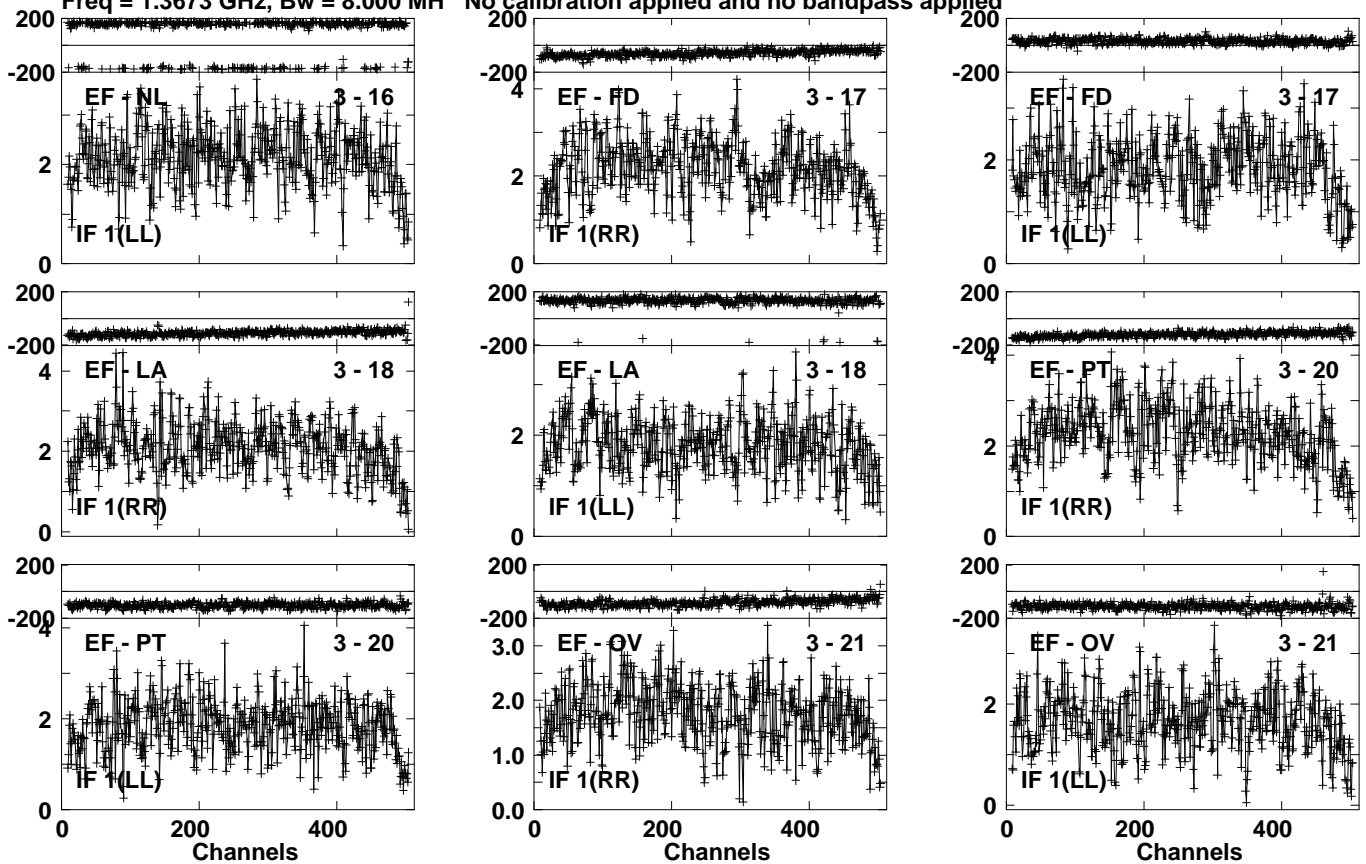 Freq = 1.3673 GHz, Bw = 8.000 MH No calibration applied and no bandpass applied
200
-200
EF - NL 3 - 16
2
IF 1(LL)
0
-200
4
EF - FD 3 - 17
2
IF 1(RR)
0
-200
EF - FD 3 - 17
2
IF 1(LL)
0
200
-200
EF - LA 3 - 18
4
2
IF 1(RR)
0
200
-200
EF - LA 3 - 18
2
IF 1(LL)
0
200
-200
4
EF - PT 3 - 20
2
IF 1(RR)
0
200
-200
4
EF - PT 3 - 20
2
IF 1(LL)
0
0 200 400
Channels
200
-200
3.0
EF - OV 3 - 21
2.0
1.0
IF 1(RR)
0.0
0 200 400
Channels
200
-200
EF - OV 3 - 21
2
IF 1(LL)
0
0 200 400
Channels